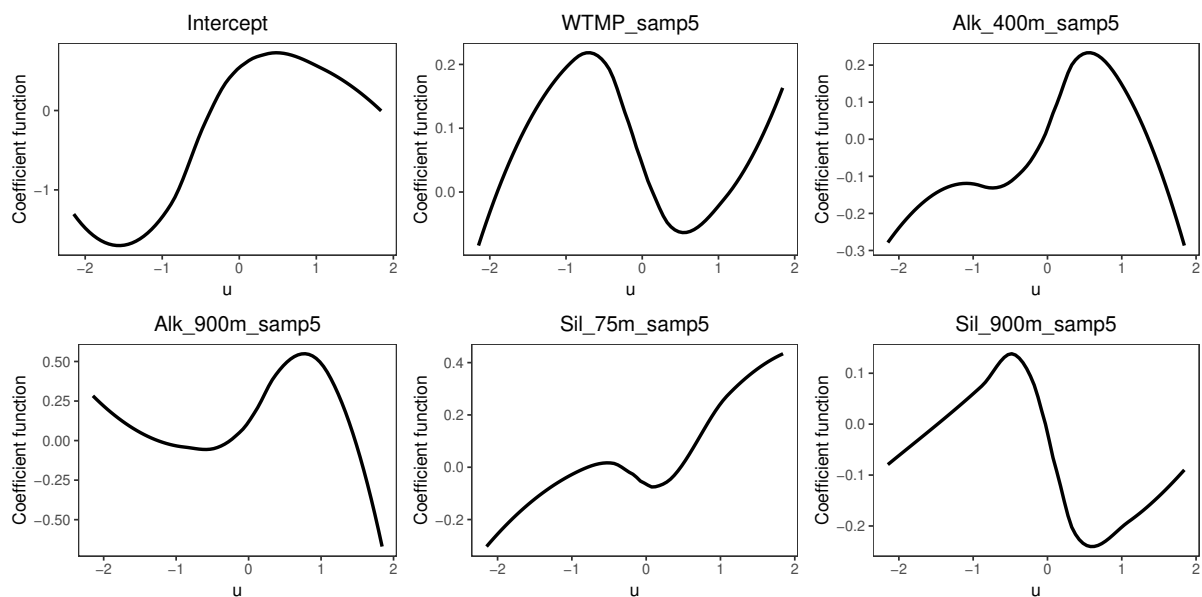 Intercept
Coefficient function
0
−1
−2 −1 0 1 2
u
WTMP_samp5
Coefficient function
0.2
0.1
0.0
−2 −1 0 1 2
u
Alk_400m_samp5
Coefficient function
0.2
0.1
0.0
−0.1
−0.2
−0.3
−2 −1 0 1 2
u
Alk_900m_samp5
Coefficient function
0.50
0.25
0.00
−0.25
−0.50
−2 −1 0 1 2
u
Sil_75m_samp5
Coefficient function
0.4
0.2
0.0
−0.2
−2 −1 0 1 2
u
Sil_900m_samp5
Coefficient function
0.1
0.0
−0.1
−0.2
−2 −1 0 1 2
u